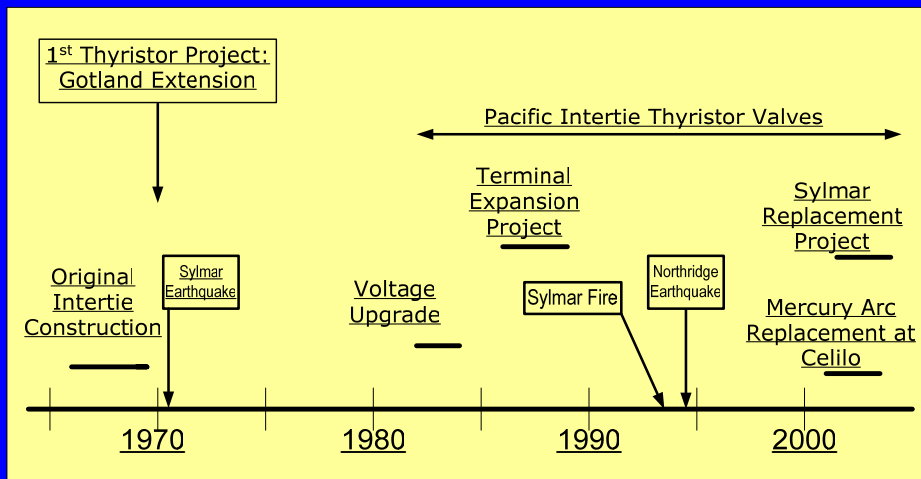 1st Thyristor Project:
Gotland Extension
Pacific Intertie Thyristor Valves
Terminal
Expansion
Project
Sylmar
Replacement
Project
Original
Intertie
Construction
Sylmar
Earthquake
Voltage
Upgrade
Sylmar Fire
Northridge
Earthquake
Mercury Arc
Replacement at
Celilo
1970
1980
1990
2000